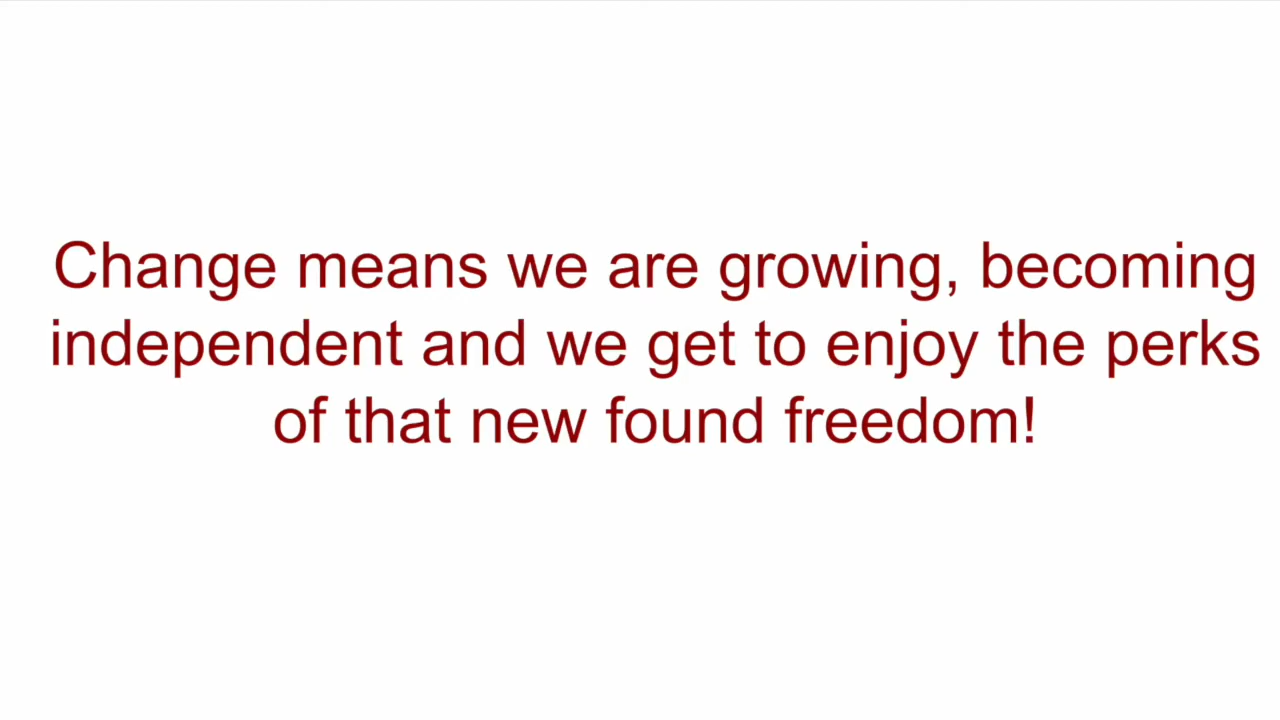 Change means we are growing, becoming
independent and we get to enjoy the perks
of that new found freedom!